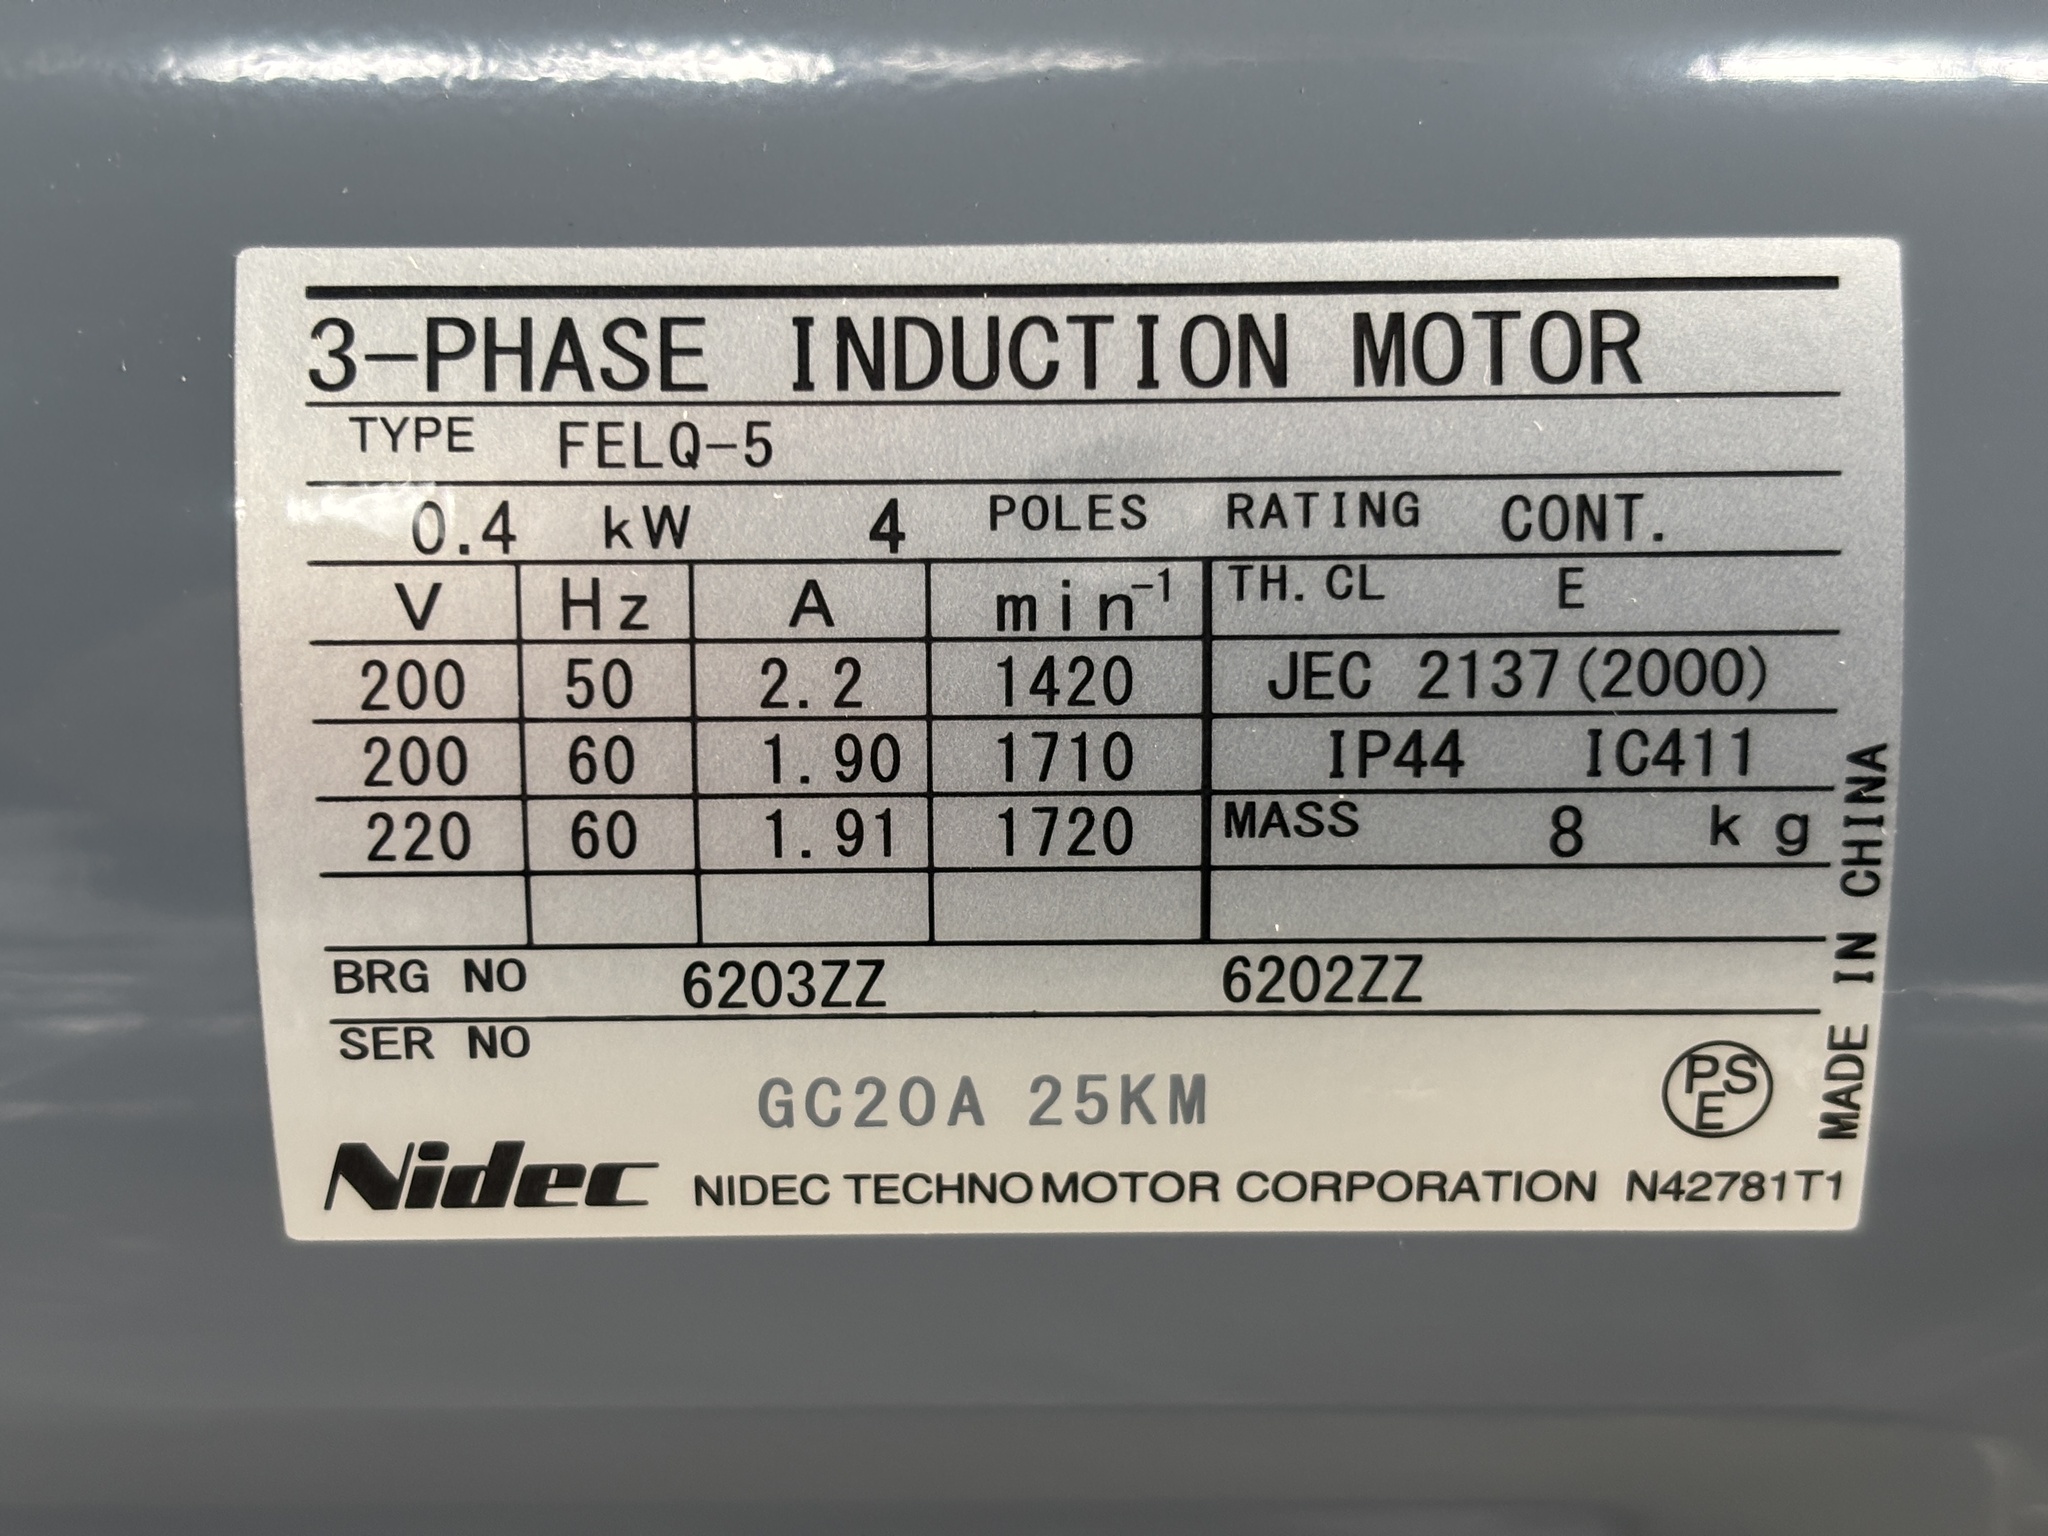 3-PHASE INDUCTION MOTOR
TYPE FELQ-5
0.4 kW 4 POLES RATING CONT.
V Hz A min⁻¹ TH. CL E
200 50 2.2 1420 JEC 2137(2000)
200 60 1.90 1710 IP44 IC411
220 60 1.91 1720 MASS 8 kg
BRG NO 6203ZZ 6202ZZ
SER NO
GC20A 25KM
PSE
Nidec NIDEC TECHNO MOTOR CORPORATION N42781T1
MADE IN CHINA